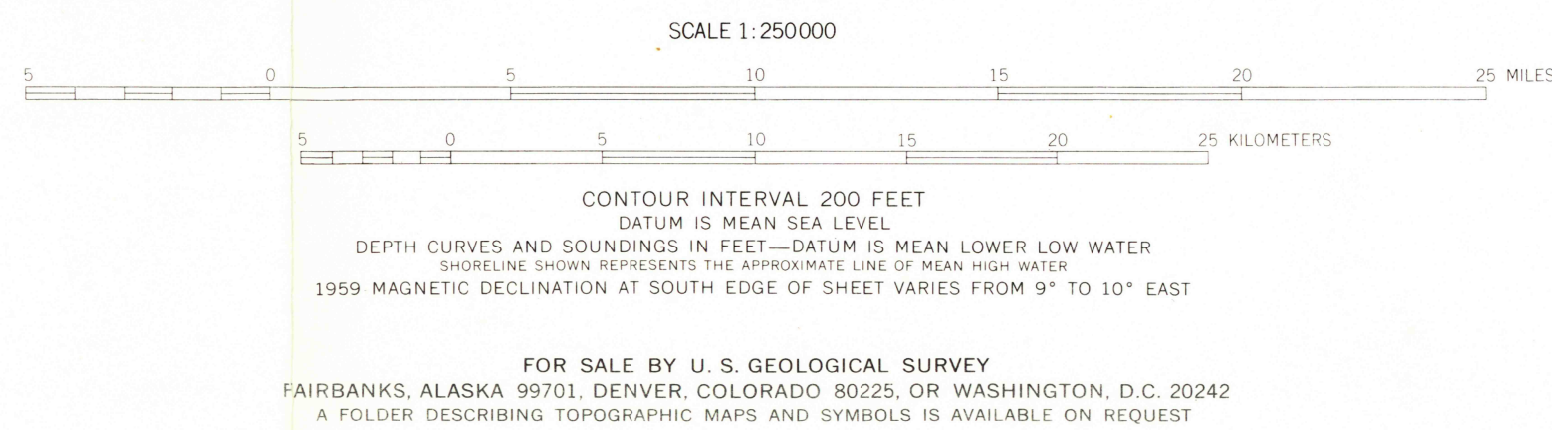 SCALE 1:250000
5 0 5 10 15 20 25 MILES
5 0 5 10 15 20 25 KILOMETERS
CONTOUR INTERVAL 200 FEET
DATUM IS MEAN SEA LEVEL
DEPTH CURVES AND SOUNDINGS IN FEET—DATUM IS MEAN LOWER LOW WATER
SHORELINE SHOWN REPRESENTS THE APPROXIMATE LINE OF MEAN HIGH WATER
1959 MAGNETIC DECLINATION AT SOUTH EDGE OF SHEET VARIES FROM 9° TO 10° EAST
FOR SALE BY U. S. GEOLOGICAL SURVEY
FAIRBANKS, ALASKA 99701, DENVER, COLORADO 80225, OR WASHINGTON, D.C. 20242
A FOLDER DESCRIBING TOPOGRAPHIC MAPS AND SYMBOLS IS AVAILABLE ON REQUEST